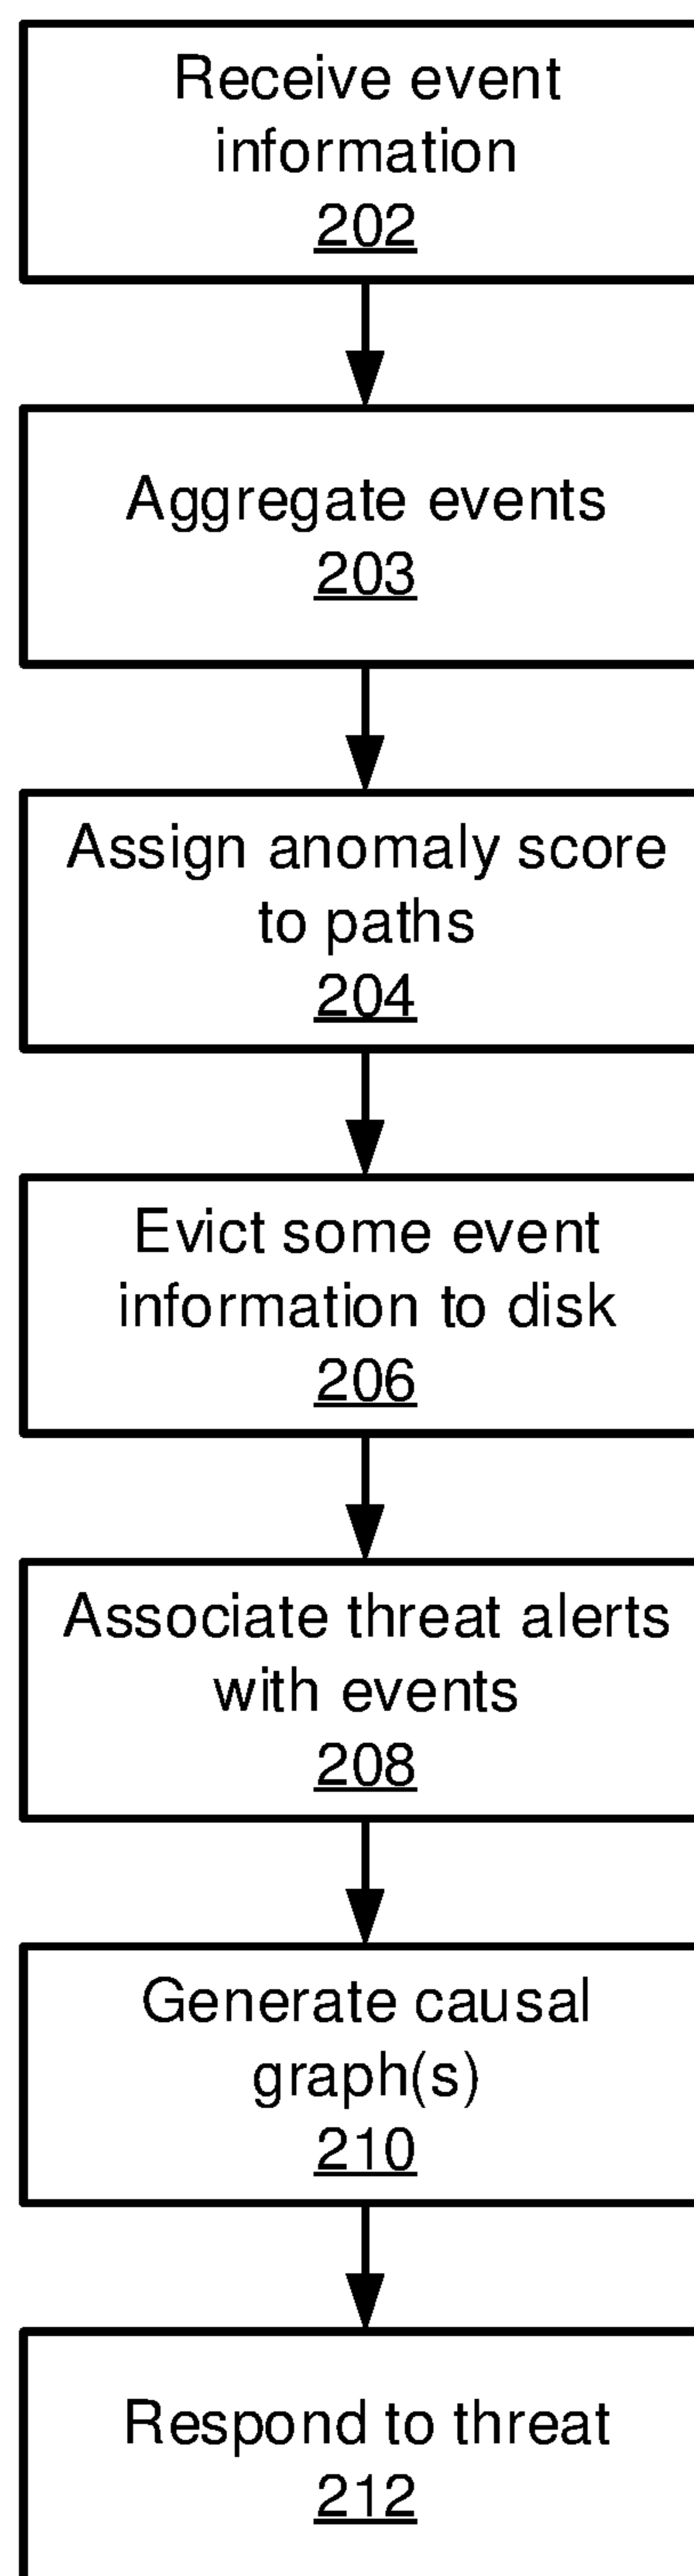 Receive event
information
202
Aggregate events
203
Assign anomaly score
to paths
204
Evict some event
information to disk
206
Associate threat alerts
with events
208
Generate causal
graph(s)
210
Respond to threat
212